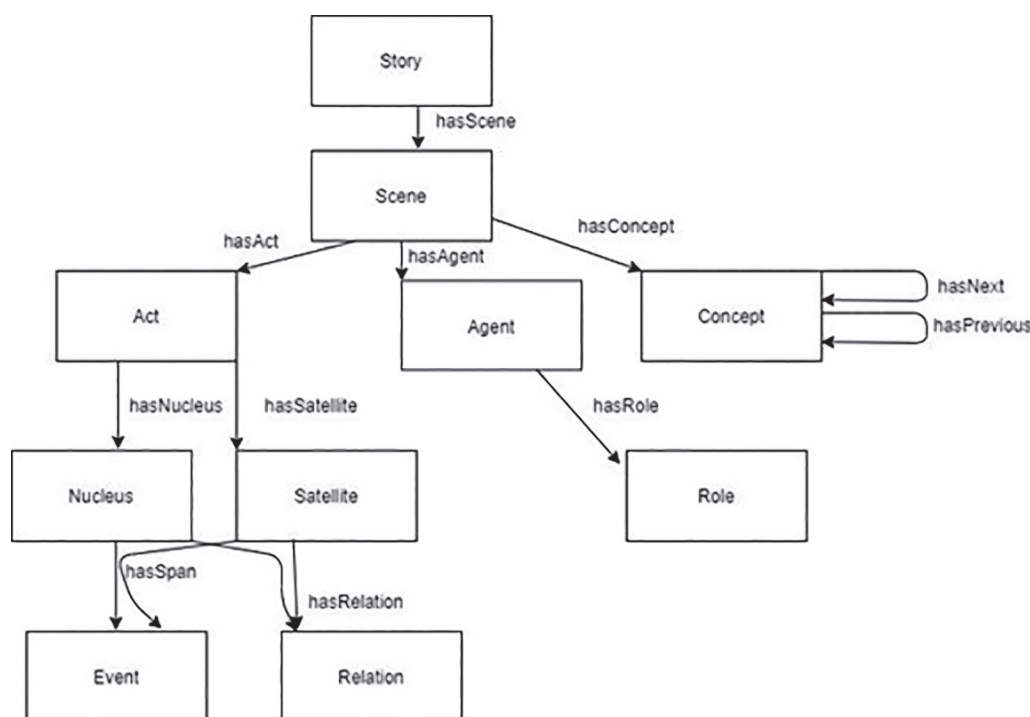 Story
hasScene
Scene
hasAct
hasAgent
hasConcept
Act
Agent
Concept
hasNext
hasPrevious
hasNucleus
hasSatellite
hasRole
Nucleus
Satellite
Role
hasSpan
hasRelation
Event
Relation